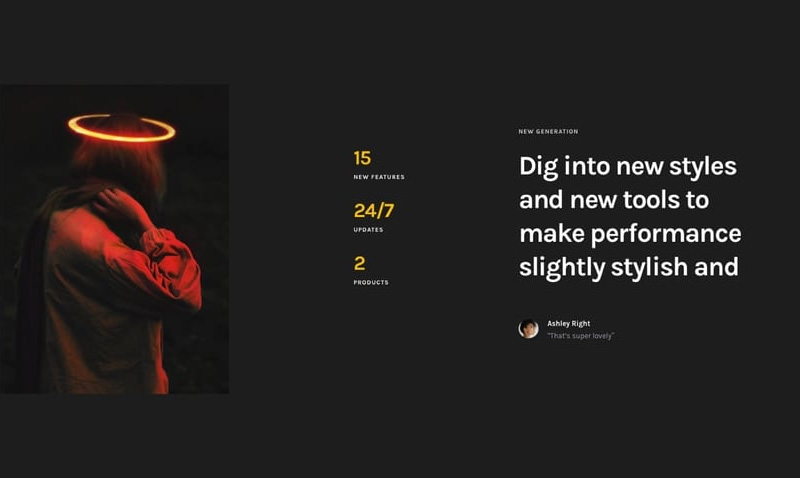 15
NEW FEATURES
24/7
UPDATES
2
PRODUCTS
NEW GENERATION
Dig into new styles
and new tools to
make performance
slightly stylish and
Ashley Right
"That's super lovely"